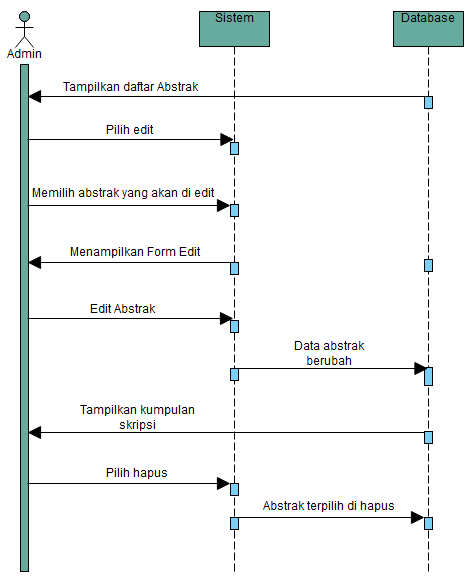 Sistem
Database
Admin
Tampilkan daftar Abstrak
Pilih edit
Memilih abstrak yang akan di edit
Menampilkan Form Edit
Edit Abstrak
Data abstrak
berubah
Tampilkan kumpulan
skripsi
Pilih hapus
Abstrak terpilih di hapus